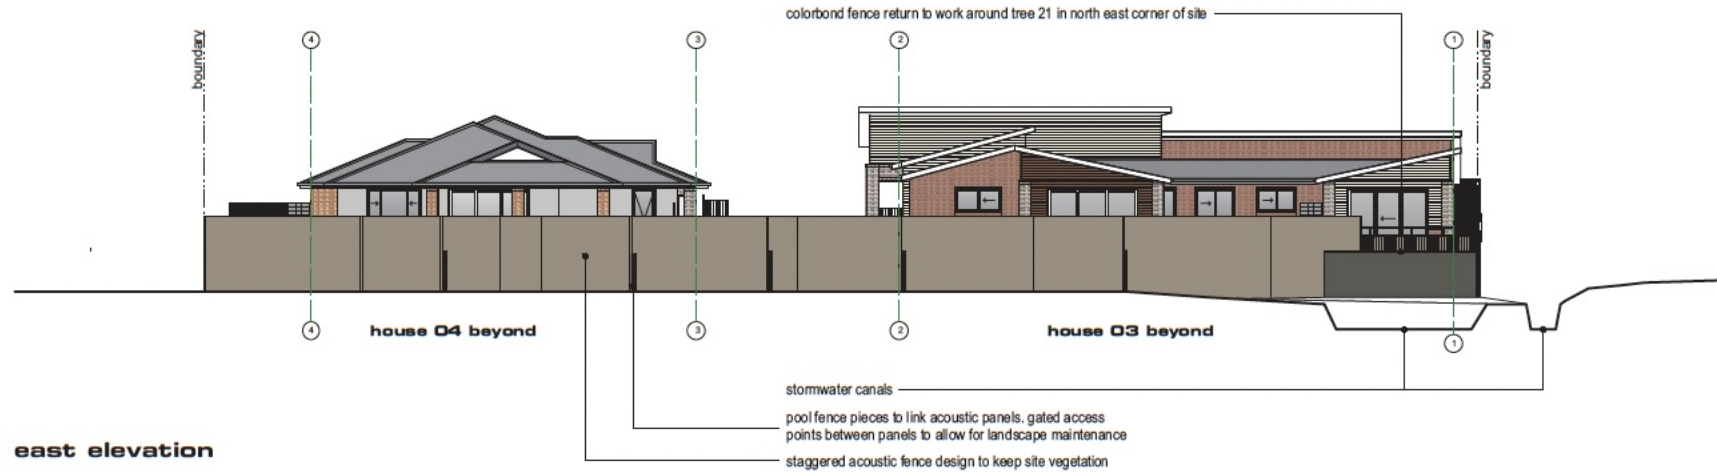 colorbond fence return to work around tree 21 in north east corner of site
boundary
4
3
2
1
boundary
4
house 04 beyond
3
2
house 03 beyond
1
stormwater canals
pool fence pieces to link acoustic panels. gated access
points between panels to allow for landscape maintenance
east elevation
staggered acoustic fence design to keep site vegetation